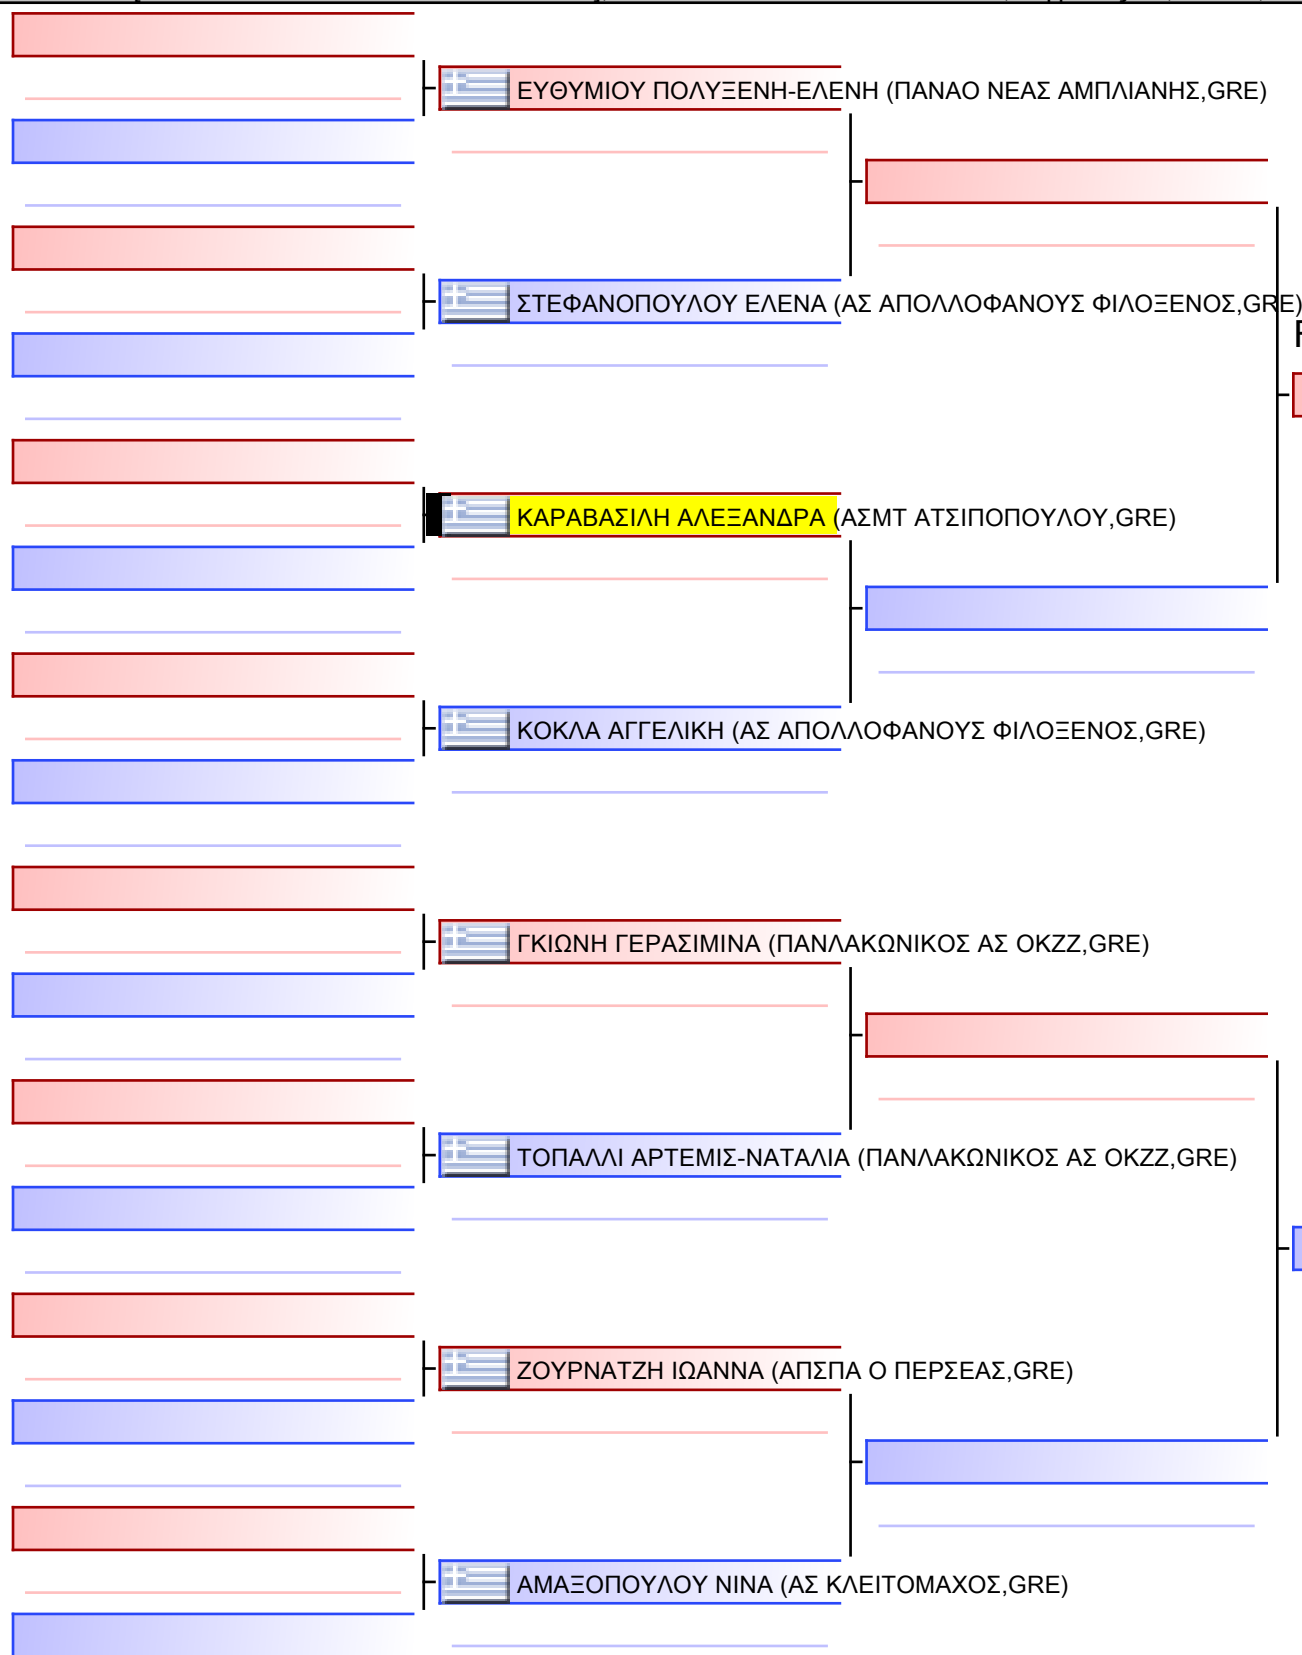 ΕΥΘΥΜΙΟΥ ΠΟΛΥΞΕΝΗ-ΕΛΕΝΗ (ΠΑΝΑΟ ΝΕΑΣ ΑΜΠΛΙΑΝΗΣ,GRE)
ΣΤΕΦΑΝΟΠΟΥΛΟΥ ΕΛΕΝΑ (ΑΣ ΑΠΟΛΛΟΦΑΝΟΥΣ ΦΙΛΟΞΕΝΟΣ,GRE)
ΚΑΡΑΒΑΣΙΛΗ ΑΛΕΞΑΝΔΡΑ (ΑΣΜΤ ΑΤΣΙΠΟΠΟΥΛΟΥ,GRE)
ΚΟΚΛΑ ΑΓΓΕΛΙΚΗ (ΑΣ ΑΠΟΛΛΟΦΑΝΟΥΣ ΦΙΛΟΞΕΝΟΣ,GRE)
ΓΚΙΩΝΗ ΓΕΡΑΣΙΜΙΝΑ (ΠΑΝΛΑΚΩΝΙΚΟΣ ΑΣ ΟΚΖΖ,GRE)
ΤΟΠΑΛΛΙ ΑΡΤΕΜΙΣ-ΝΑΤΑΛΙΑ (ΠΑΝΛΑΚΩΝΙΚΟΣ ΑΣ ΟΚΖΖ,GRE)
ΖΟΥΡΝΑΤΖΗ ΙΩΑΝΝΑ (ΑΠΣΠΑ Ο ΠΕΡΣΕΑΣ,GRE)
ΑΜΑΞΟΠΟΥΛΟΥ ΝΙΝΑ (ΑΣ ΚΛΕΙΤΟΜΑΧΟΣ,GRE)